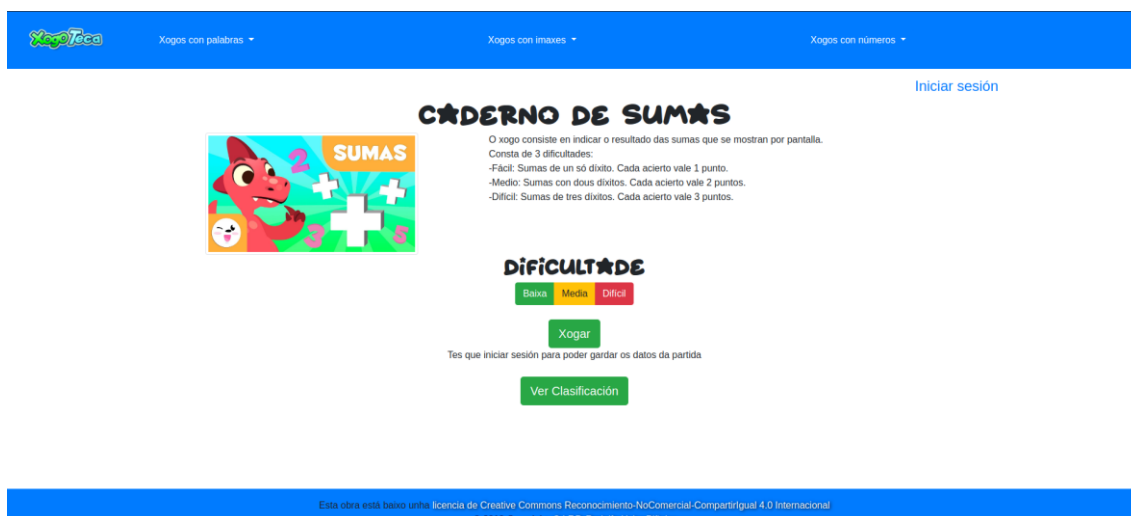 XogoTeca
Xogos con palabras
Xogos con imaxes
Xogos con números
Iniciar sesión
CADERNO DE SUMAS
SUMAS
2
3
5
O xogo consiste en indicar o resultado das sumas que se mostran por pantalla.
Consta de 3 dificultades:
-Fácil: Sumas de un só díxito. Cada acierto vale 1 punto.
-Medio: Sumas con dous díxitos. Cada acierto vale 2 puntos.
-Difícil: Sumas de tres díxitos. Cada acierto vale 3 puntos.
DiFiCULTADE
Baixa Media Difícil
Xogar
Tes que iniciar sesión para poder gardar os datos da partida
Ver Clasificación
Esta obra está baixo unha licencia de Creative Commons Reconocimiento-NoComercial-CompartirIgual 4.0 Internacional